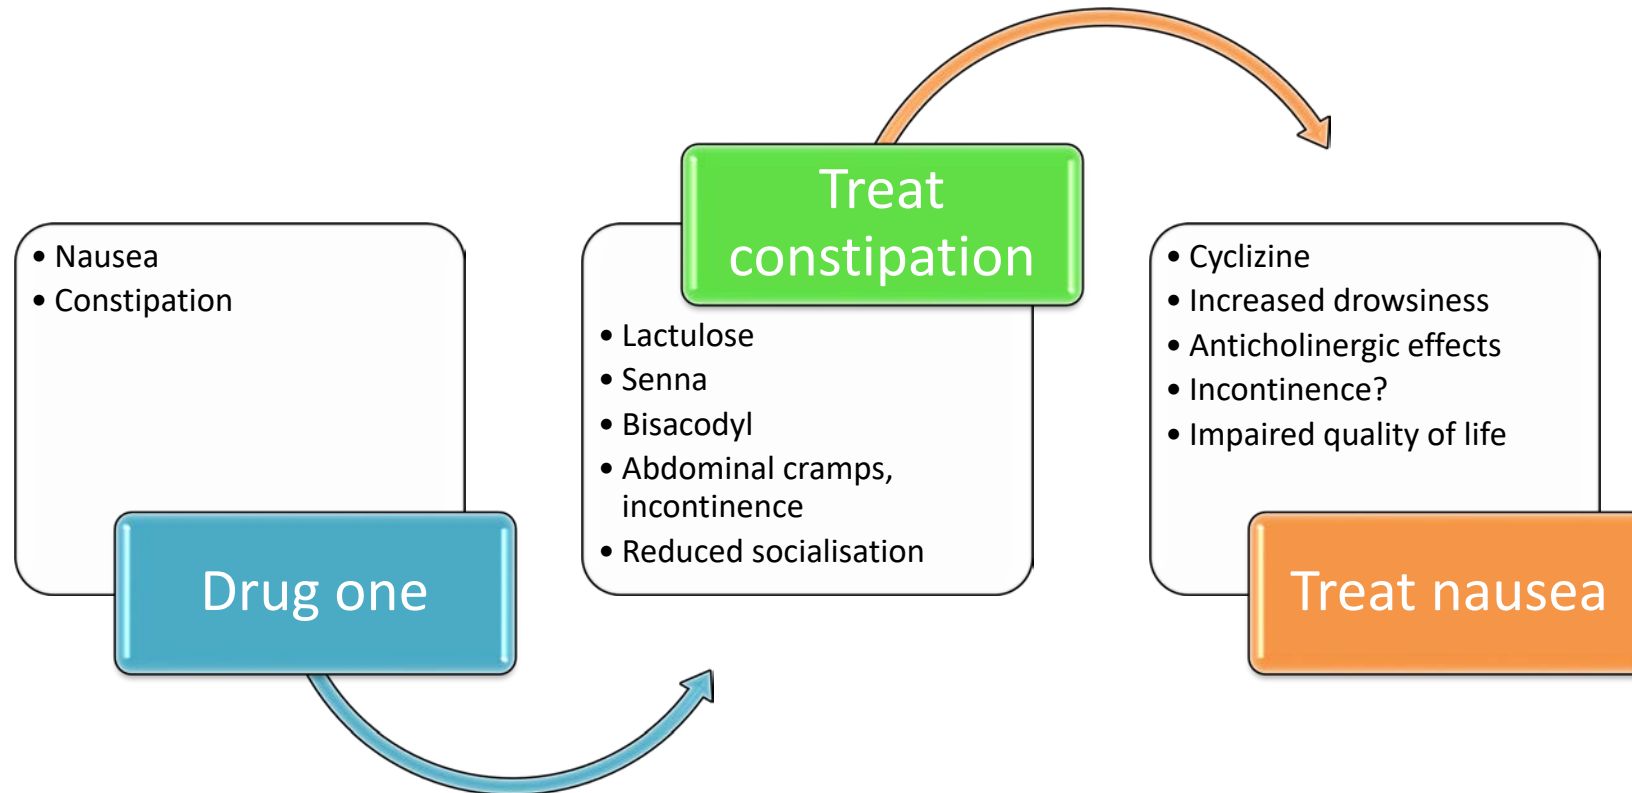 • Nausea
• Constipation
Drug one
Treat
constipation
• Lactulose
• Senna
• Bisacodyl
• Abdominal cramps,
incontinence
• Reduced socialisation
• Cyclizine
• Increased drowsiness
• Anticholinergic effects
• Incontinence?
• Impaired quality of life
Treat nausea